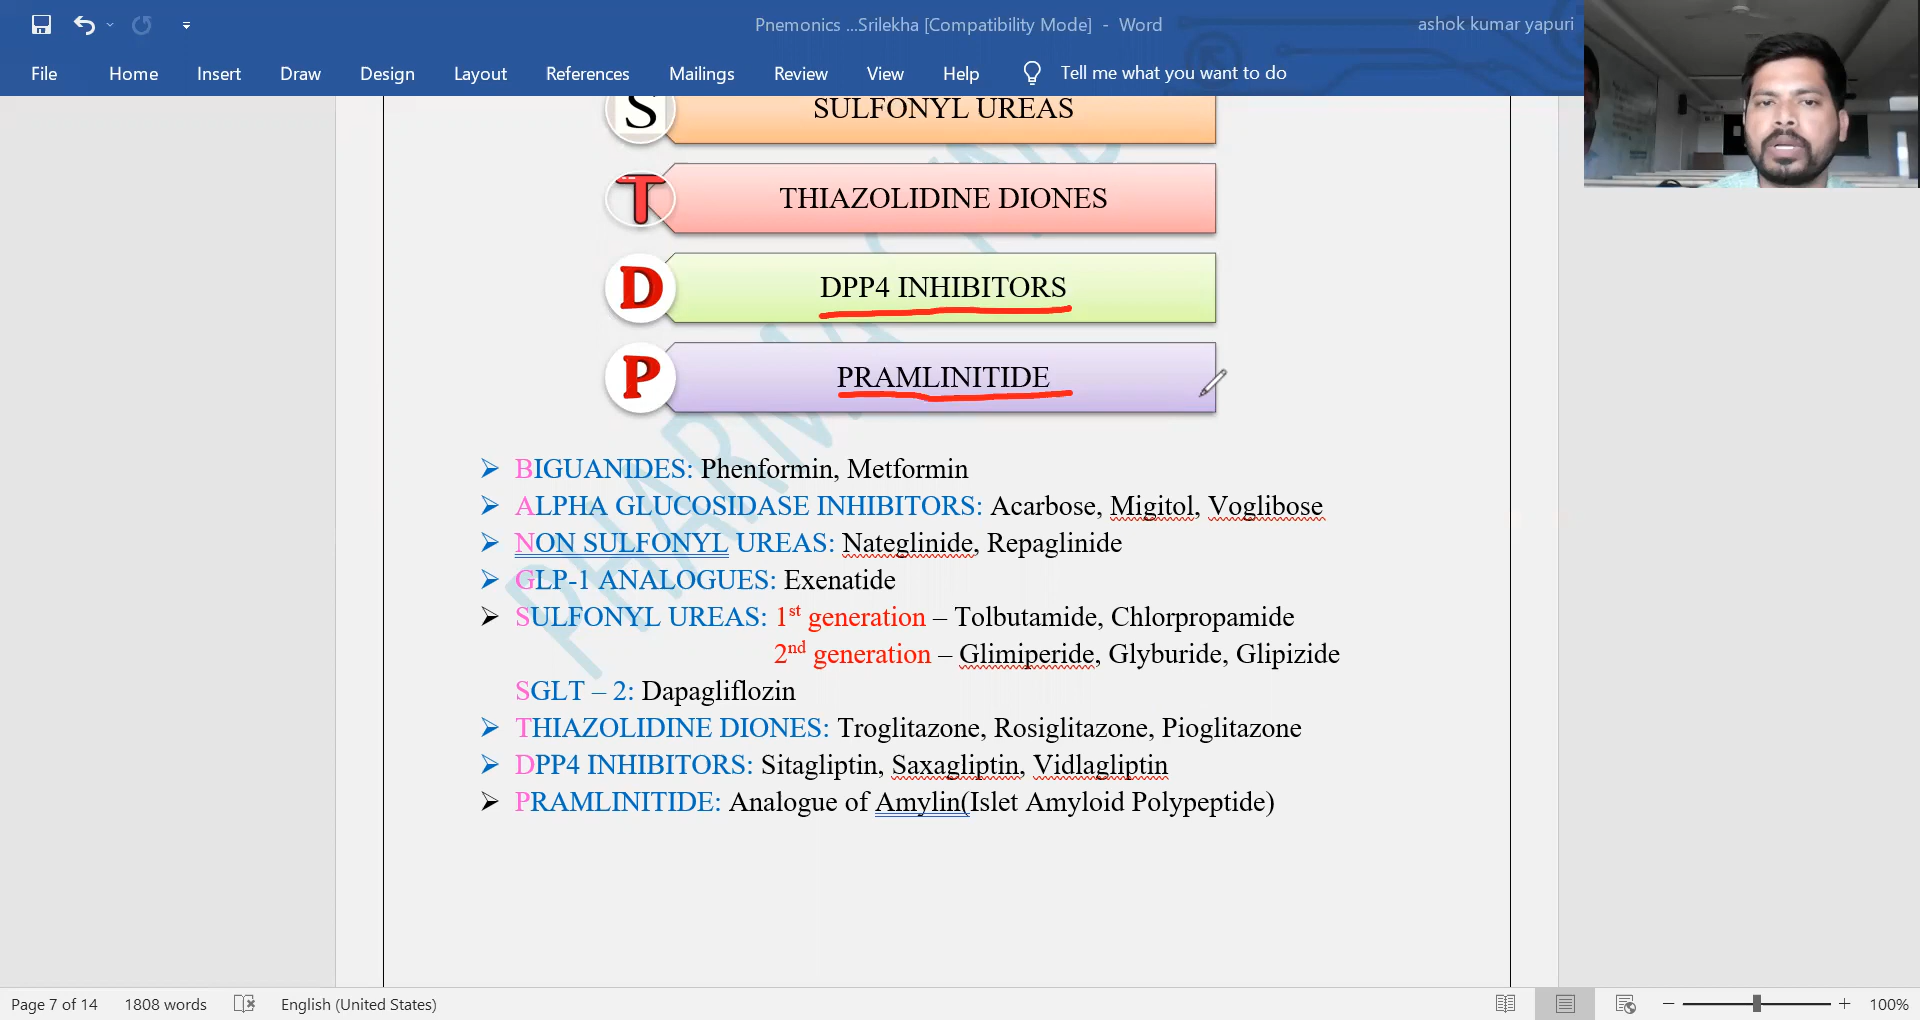 Pnemonics ...Srilekha [Compatibility Mode] - Word
ashok kumar yapuri
File Home Insert Draw Design Layout References Mailings Review View Help Tell me what you want to do
S SULFONYL UREAS
T THIAZOLIDINE DIONES
D DPP4 INHIBITORS
P PRAMLINITIDE
BIGUANIDES: Phenformin, Metformin
ALPHA GLUCOSIDASE INHIBITORS: Acarbose, Migitol, Voglibose
NON SULFONYL UREAS: Nateglinide, Repaglinide
GLP-1 ANALOGUES: Exenatide
SULFONYL UREAS: 1st generation – Tolbutamide, Chlorpropamide
2nd generation – Glimiperide, Glyburide, Glipizide
SGLT – 2: Dapagliflozin
THIAZOLIDINE DIONES: Troglitazone, Rosiglitazone, Pioglitazone
DPP4 INHIBITORS: Sitagliptin, Saxagliptin, Vidlagliptin
PRAMLINITIDE: Analogue of Amylin(Islet Amyloid Polypeptide)
Page 7 of 14 1808 words English (United States) 100%